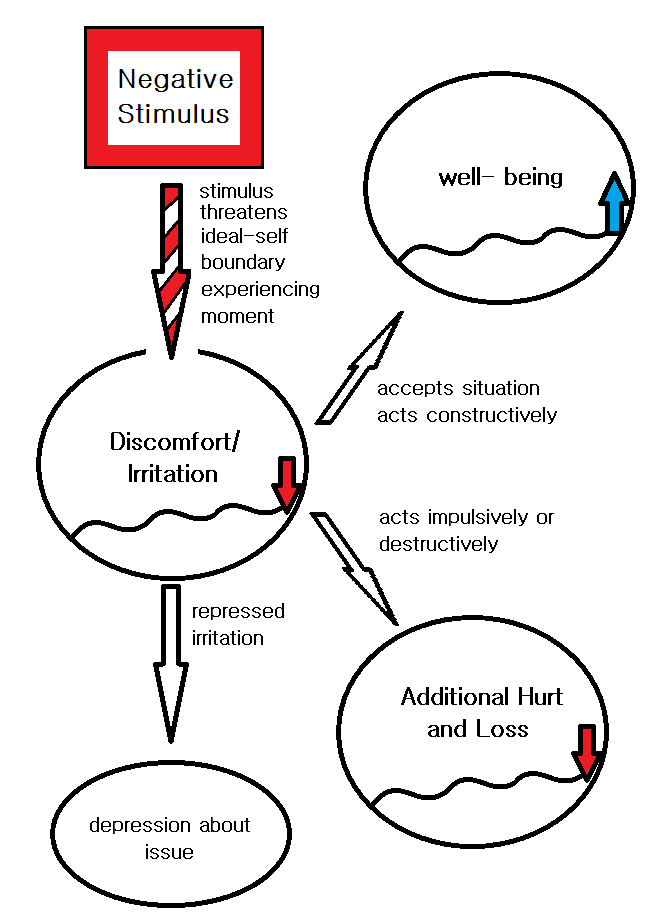 Negative
Stimulus
stimulus
threatens
ideal-self
boundary
experiencing
moment
well- being
accepts situation
acts constructively
Discomfort/
Irritation
acts impulsively or
destructively
repressed
irritation
Additional Hurt
and Loss
depression about
issue